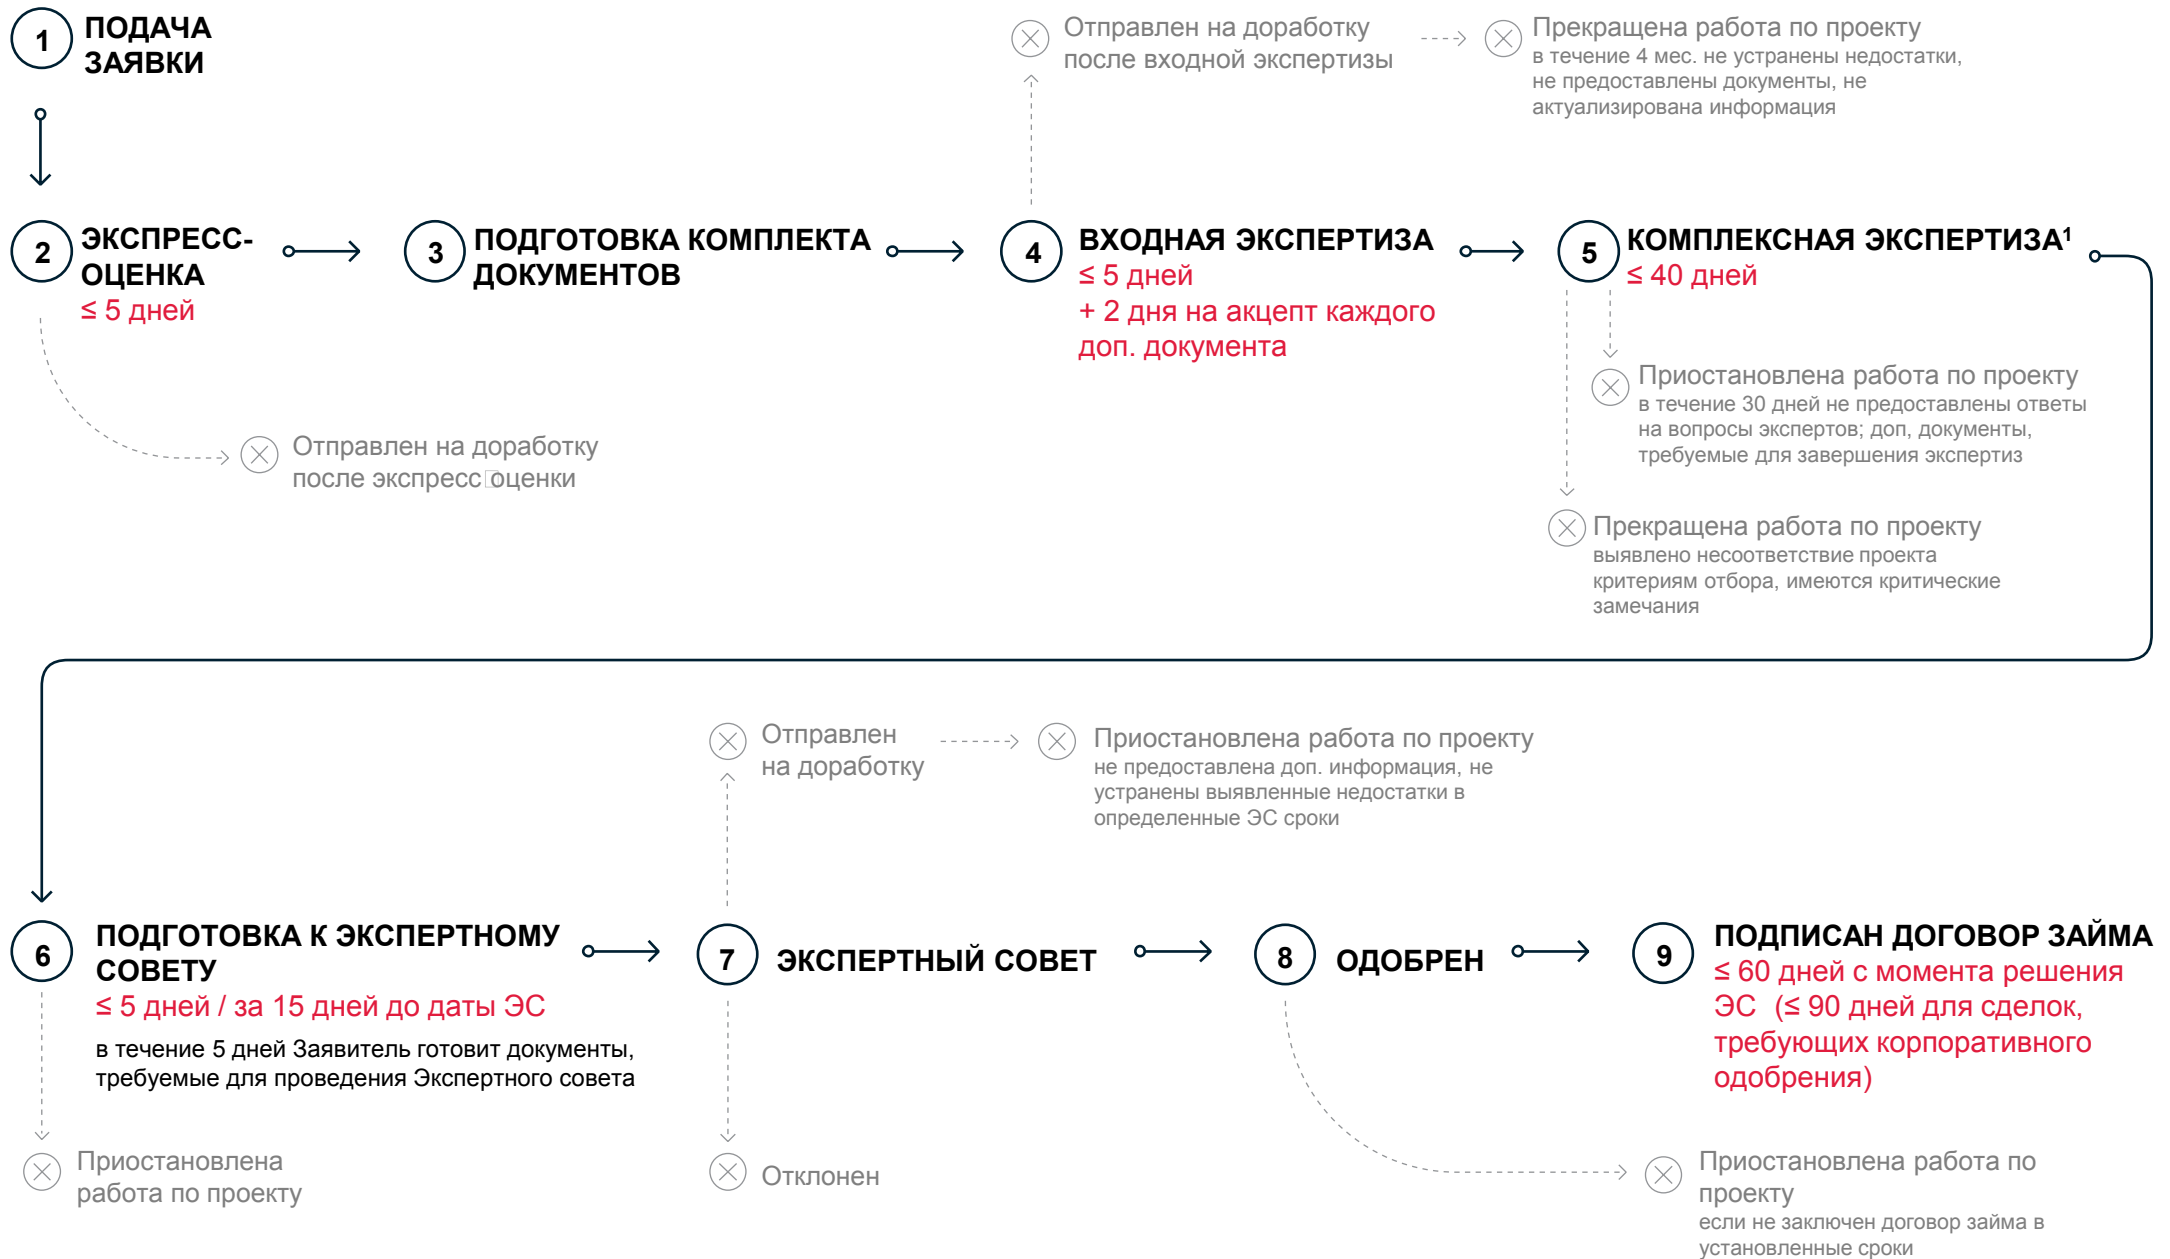 1
ПОДАЧА
ЗАЯВКИ
Отправлен на доработку
после входной экспертизы
Прекращена работа по проекту
в течение 4 мес. не устранены недостатки,
не предоставлены документы, не
актуализирована информация
2
ЭКСПРЕСС-
ОЦЕНКА
≤ 5 дней
3
ПОДГОТОВКА КОМПЛЕКТА
ДОКУМЕНТОВ
4
ВХОДНАЯ ЭКСПЕРТИЗА
≤ 5 дней
+ 2 дня на акцепт каждого
доп. документа
5
КОМПЛЕКСНАЯ ЭКСПЕРТИЗА¹
≤ 40 дней
Отправлен на доработку
после экспресс оценки
Приостановлена работа по проекту
в течение 30 дней не предоставлены ответы
на вопросы экспертов; доп, документы,
требуемые для завершения экспертиз
Прекращена работа по проекту
выявлено несоответствие проекта
критериям отбора, имеются критические
замечания
Отправлен
на доработку
Приостановлена работа по проекту
не предоставлена доп. информация, не
устранены выявленные недостатки в
определенные ЭС сроки
6
ПОДГОТОВКА К ЭКСПЕРТНОМУ
СОВЕТУ
≤ 5 дней / за 15 дней до даты ЭС
в течение 5 дней Заявитель готовит документы,
требуемые для проведения Экспертного совета
7
ЭКСПЕРТНЫЙ СОВЕТ
8
ОДОБРЕН
9
ПОДПИСАН ДОГОВОР ЗАЙМА
≤ 60 дней с момента решения
ЭС (≤ 90 дней для сделок,
требующих корпоративного
одобрения)
Приостановлена
работа по проекту
Отклонен
Приостановлена работа по
проекту
если не заключен договор займа в
установленные сроки